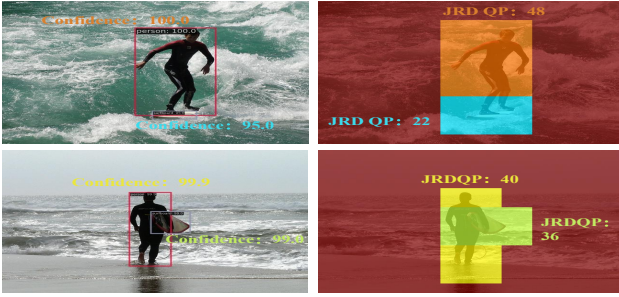 Confidence: 100.0
person: 100.0
Confidence: 95.0
JRD QP: 48
JRD QP: 22
Confidence: 99.9
Confidence: 99.0
JRDQP: 40
JRDQP:
36